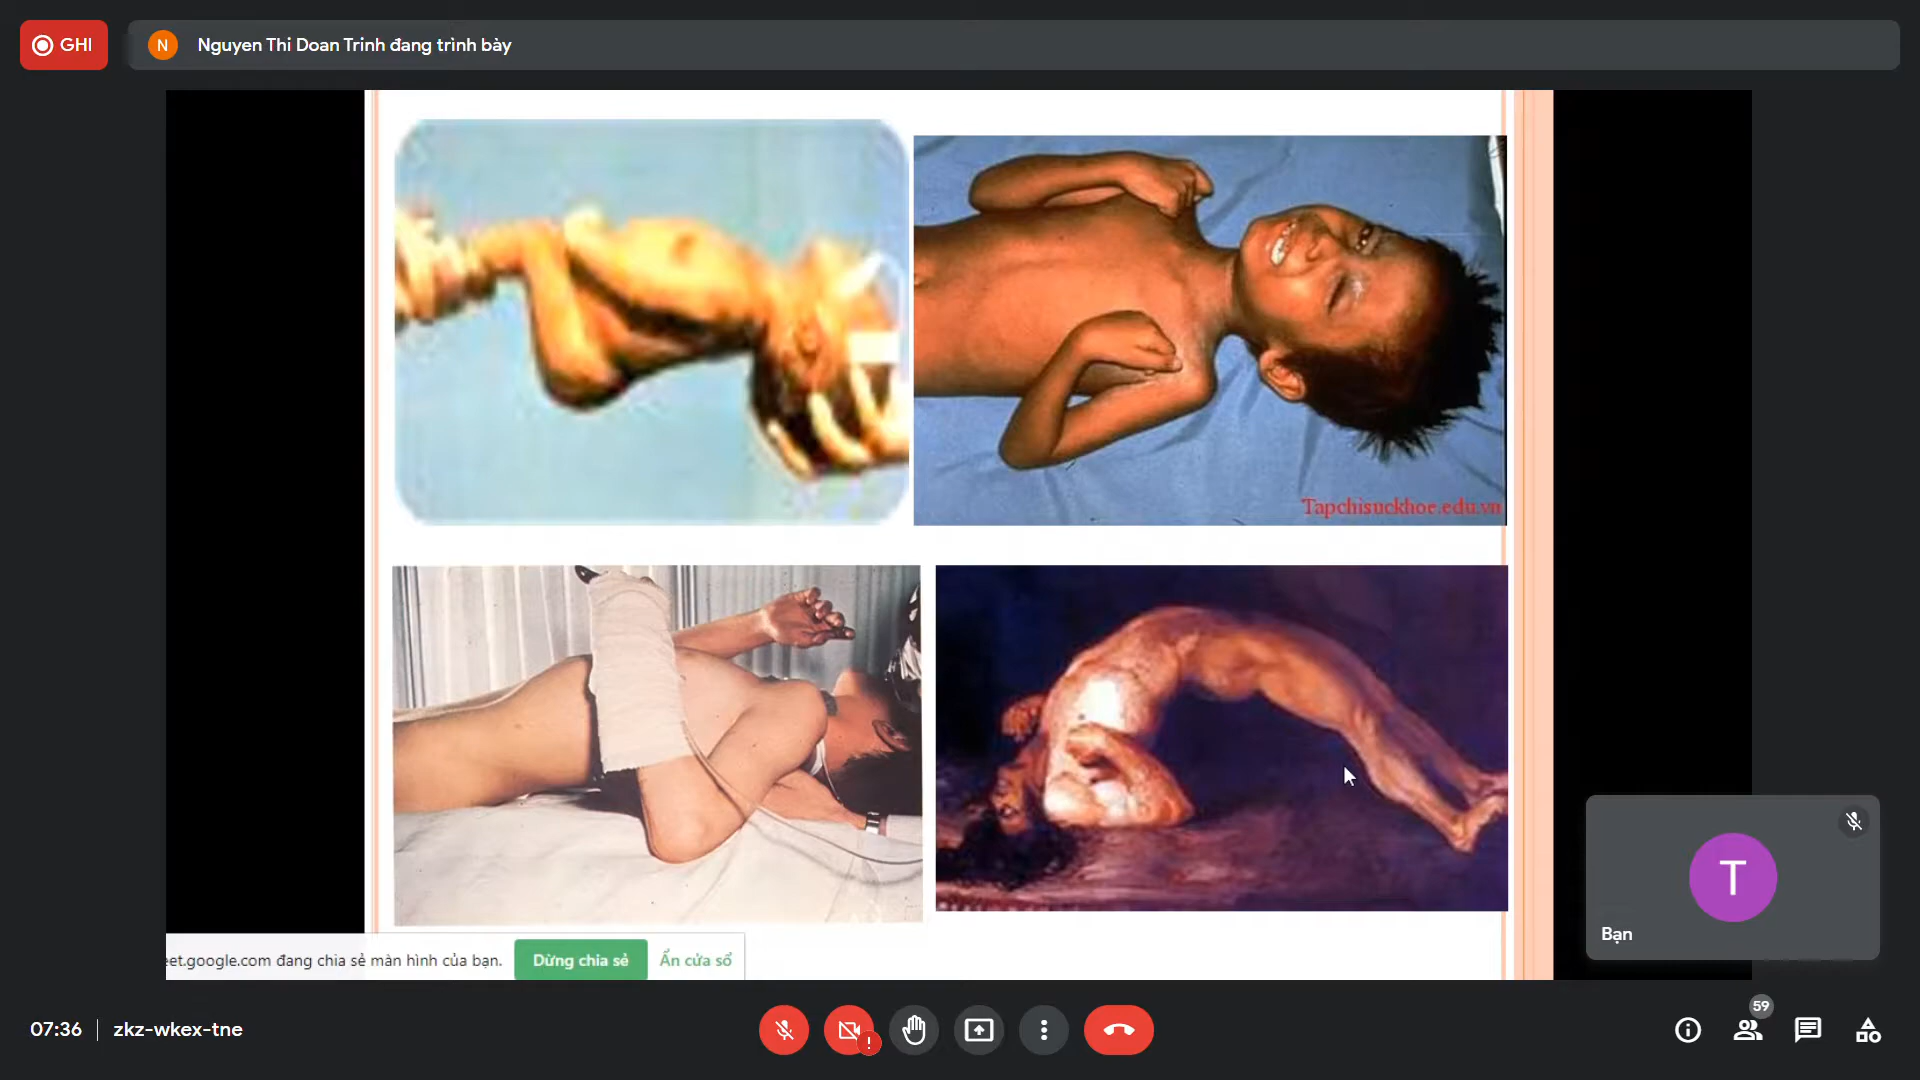 GHI
N
Nguyen Thi Doan Trinh đang trình bày
Tapchisuckhoe.edu.vn
eet.google.com đang chia sẻ màn hình của bạn.
Dừng chia sẻ
Ẩn cửa sổ
T
Bạn
07:36
zkz-wkex-tne
!
59